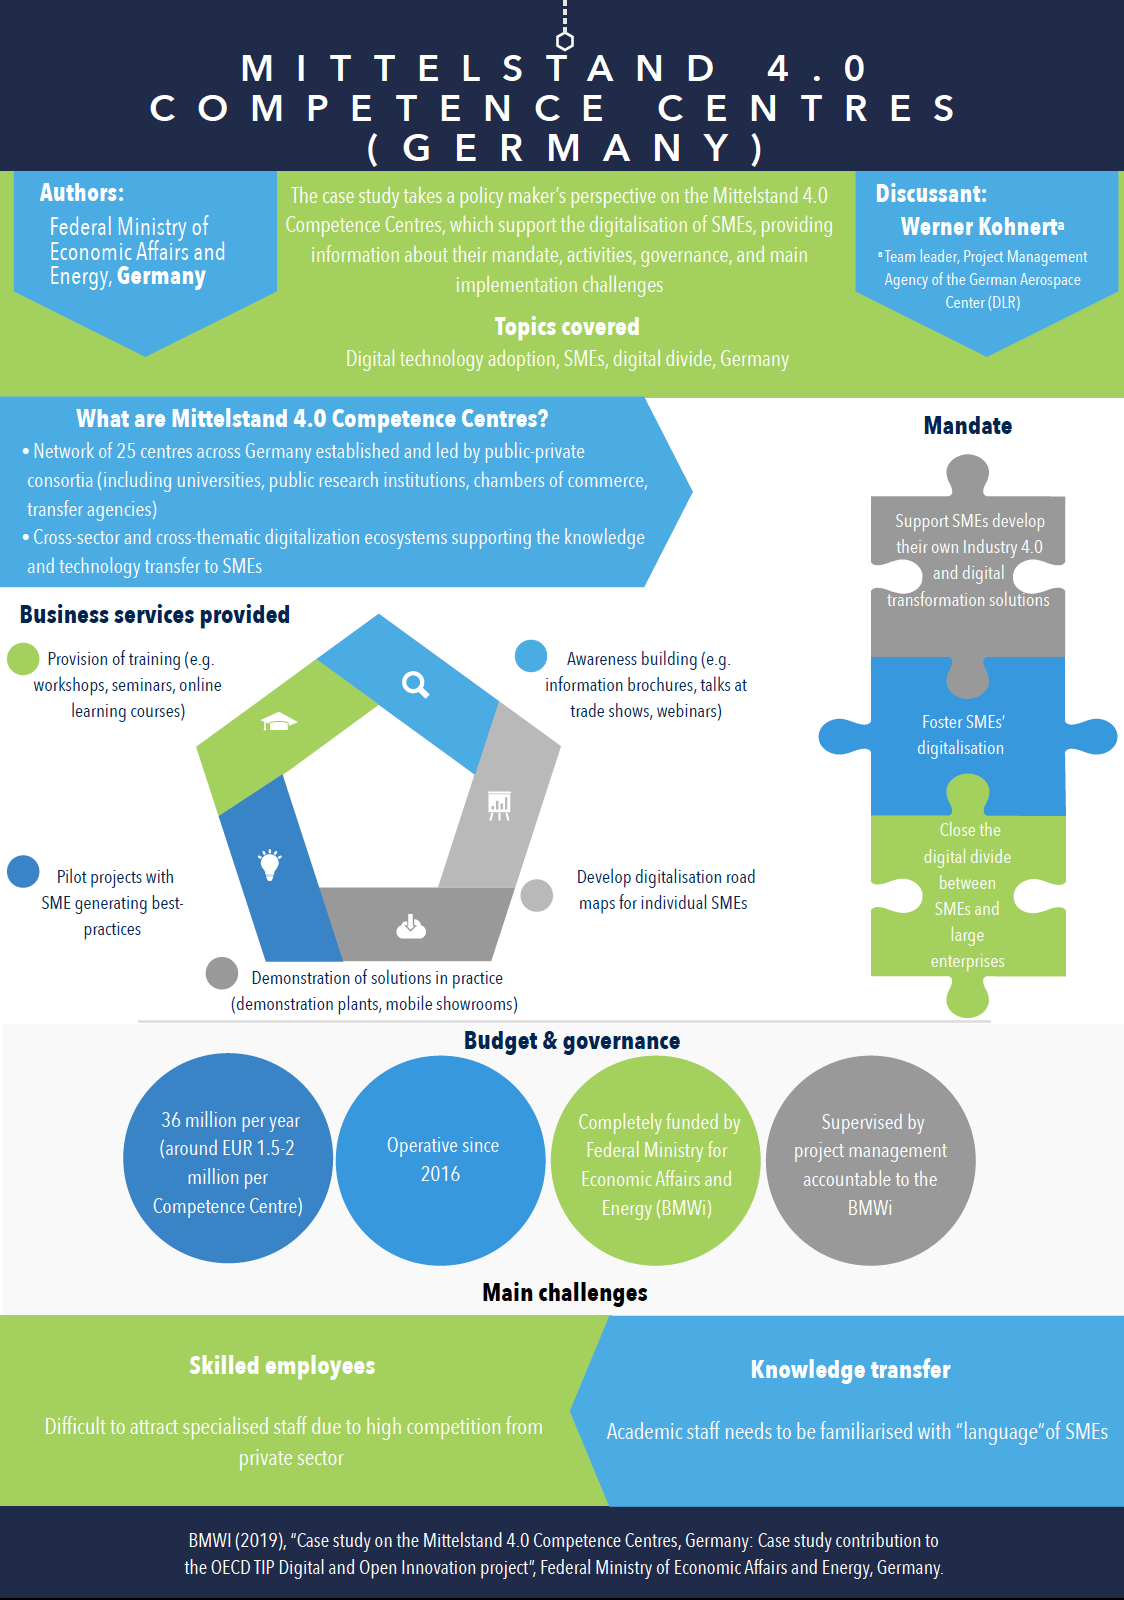 MITTELSTAND 4.0
COMPETENCE CENTRES
(GERMANY)
Authors:
Federal Ministry of
Economic Affairs and
Energy, Germany
The case study takes a policy maker's perspective on the Mittelstand 4.0
Competence Centres, which support the digitalisation of SMEs, providing
information about their mandate, activities, governance, and main
implementation challenges
Topics covered
Digital technology adoption, SMEs, digital divide, Germany
Discussant:
Werner Kohnertª
ª Team leader, Project Management
Agency of the German Aerospace
Center (DLR)
What are Mittelstand 4.0 Competence Centres?
• Network of 25 centres across Germany established and led by public-private
consortia (including universities, public research institutions, chambers of commerce,
transfer agencies)
• Cross-sector and cross-thematic digitalization ecosystems supporting the knowledge
and technology transfer to SMEs
Mandate
Support SMEs develop
their own Industry 4.0
and digital
transformation solutions
Foster SMEs'
digitalisation
Close the
digital divide
between
SMEs and
large
enterprises
Business services provided
Provision of training (e.g.
workshops, seminars, online
learning courses)
Awareness building (e.g.
information brochures, talks at
trade shows, webinars)
Pilot projects with
SME generating best-
practices
Develop digitalisation road
maps for individual SMEs
Demonstration of solutions in practice
(demonstration plants, mobile showrooms)
Budget & governance
36 million per year
(around EUR 1.5-2
million per
Competence Centre)
Operative since
2016
Completely funded by
Federal Ministry for
Economic Affairs and
Energy (BMWi)
Supervised by
project management
accountable to the
BMWi
Main challenges
Skilled employees
Difficult to attract specialised staff due to high competition from
private sector
Knowledge transfer
Academic staff needs to be familiarised with "language"of SMEs
BMWI (2019), "Case study on the Mittelstand 4.0 Competence Centres, Germany: Case study contribution to
the OECD TIP Digital and Open Innovation project", Federal Ministry of Economic Affairs and Energy, Germany.